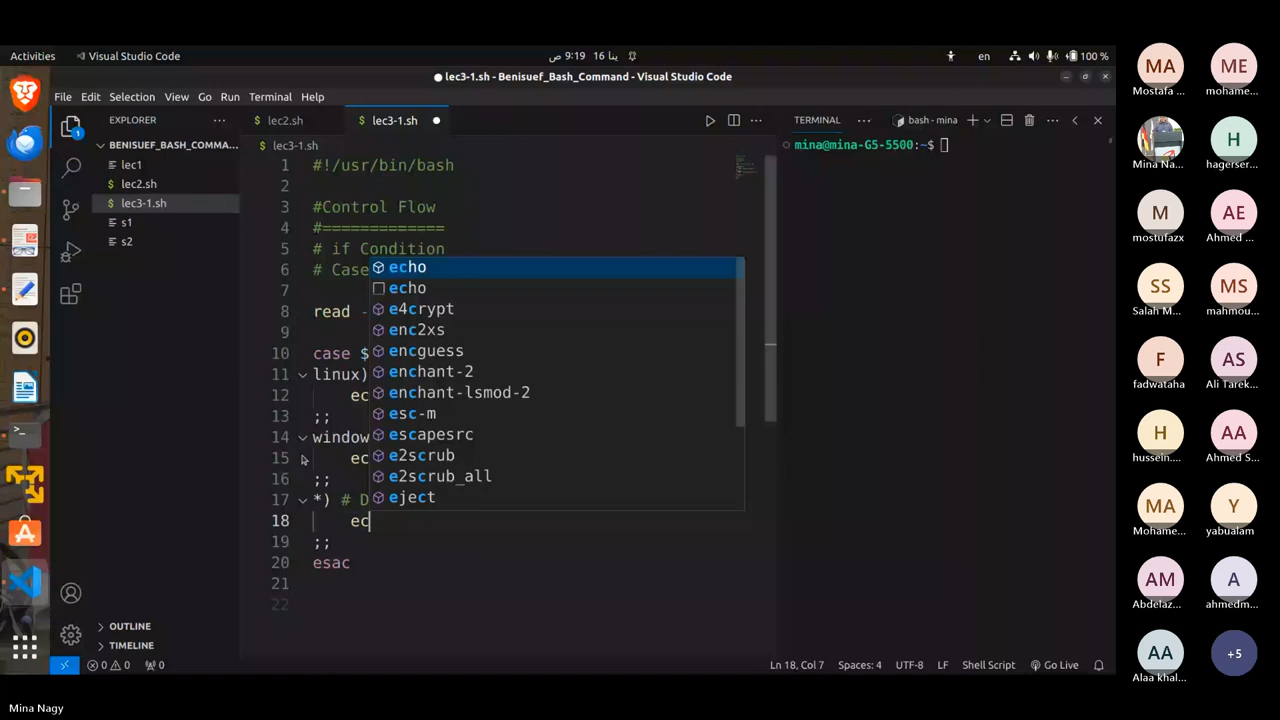 Activities
Visual Studio Code
9:19 ص
16 ينا
en
100 %
● lec3-1.sh - Benisuef_Bash_Command - Visual Studio Code
File Edit Selection View Go Run Terminal Help
EXPLORER
BENISUEF_BASH_COMMA...
lec1
lec2.sh
lec3-1.sh
s1
s2
OUTLINE
TIMELINE
lec2.sh
lec3-1.sh
lec3-1.sh
1 #!/usr/bin/bash
2
3 #Control Flow
4 #=============
5 # if Condition
6 # Case
7
8 read -
9
10 case $
11 linux)
12 ec
13 ;;
14 window
15 ec
16 ;;
17 *) # D
18 ec
19 ;;
20 esac
21
22
echo
echo
e4crypt
enc2xs
encguess
enchant-2
enchant-lsmod-2
esc-m
escapesrc
e2scrub
e2scrub_all
eject
TERMINAL
bash - mina
mina@mina-G5-5500:~$
0 0 0
Ln 18, Col 7
Spaces: 4
UTF-8
LF
Shell Script
Go Live
1
MA
Mostafa ...
ME
mohame...
Mina Na...
H
hagerser...
M
mostufazx
AE
Ahmed ...
SS
Salah M...
MS
mahmou...
F
fadwataha
AS
Ali Tarek...
H
hussein....
AA
Ahmed S...
MA
Mohame...
Y
yabualam
AM
Abdelaz...
A
ahmedm...
AA
Alaa khal...
+5
Mina Nagy